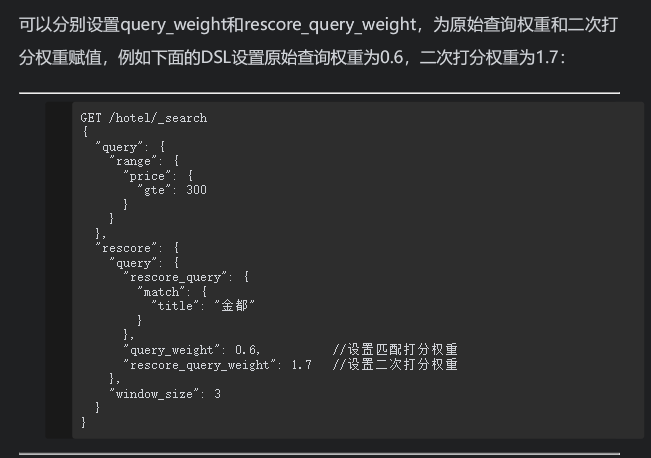 可以分别设置query_weight和rescore_query_weight，为原始查询权重和二次打
分权重赋值，例如下面的DSL设置原始查询权重为0.6，二次打分权重为1.7：
GET /hotel/_search
{
  "query": {
    "range": {
      "price": {
        "gte": 300
      }
    }
  },
  "rescore": {
    "query": {
      "rescore_query": {
        "match": {
          "title": "金都"
        }
      },
      "query_weight": 0.6,          //设置匹配打分权重
      "rescore_query_weight": 1.7   //设置二次打分权重
    },
    "window_size": 3
  }
}